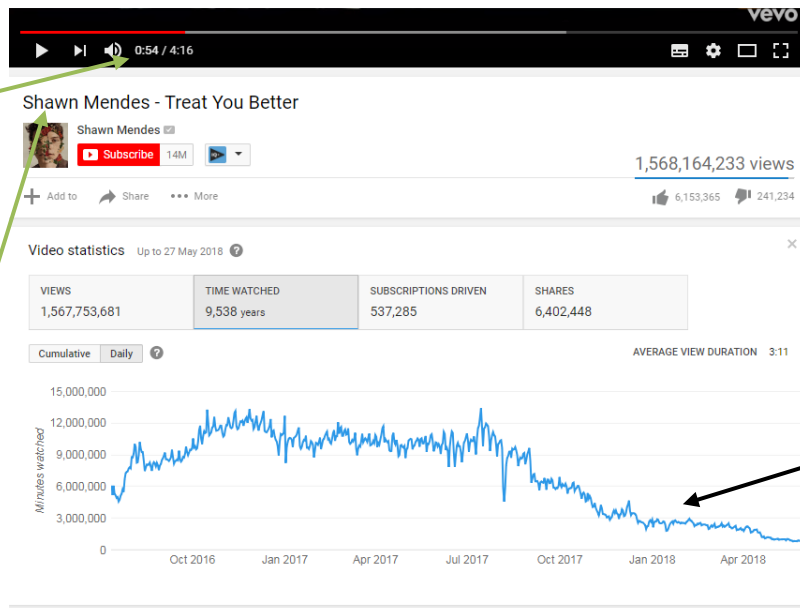 vevo
0:54 / 4:16
Shawn Mendes - Treat You Better
Shawn Mendes
Subscribe 14M
1,568,164,233 views
Add to Share More
6,153,365 241,234
Video statistics Up to 27 May 2018 ?
VIEWS TIME WATCHED SUBSCRIPTIONS DRIVEN SHARES
1,567,753,681 9,538 years 537,285 6,402,448
Cumulative Daily ? AVERAGE VIEW DURATION 3:11
Minutes watched
15,000,000
12,000,000
9,000,000
6,000,000
3,000,000
0
Oct 2016 Jan 2017 Apr 2017 Jul 2017 Oct 2017 Jan 2018 Apr 2018